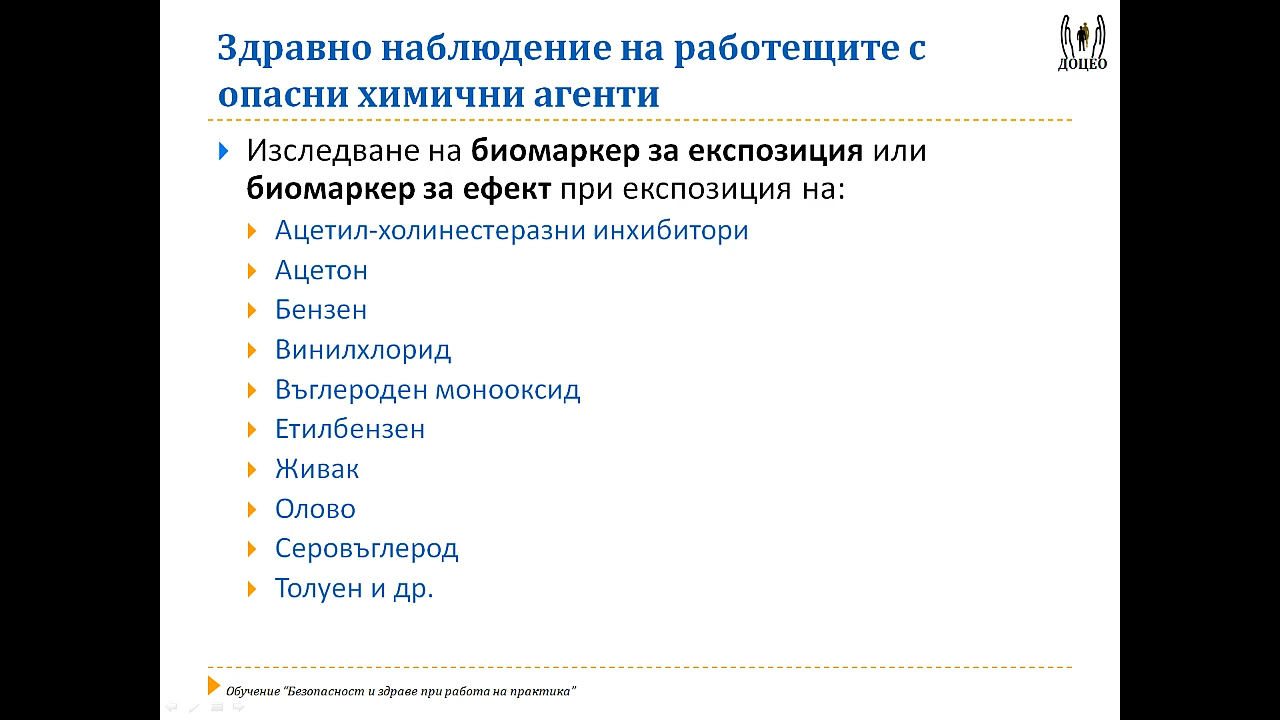 Здравно наблюдение на работещите с
опасни химични агенти
ДОЦЕО
Изследване на биомаркер за експозиция или
биомаркер за ефект при експозиция на:
Ацетил-холинестеразни инхибитори
Ацетон
Бензен
Винилхлорид
Въглероден монооксид
Етилбензен
Живак
Олово
Серовъглерод
Толуен и др.
Обучение "Безопасност и здраве при работа на практика"